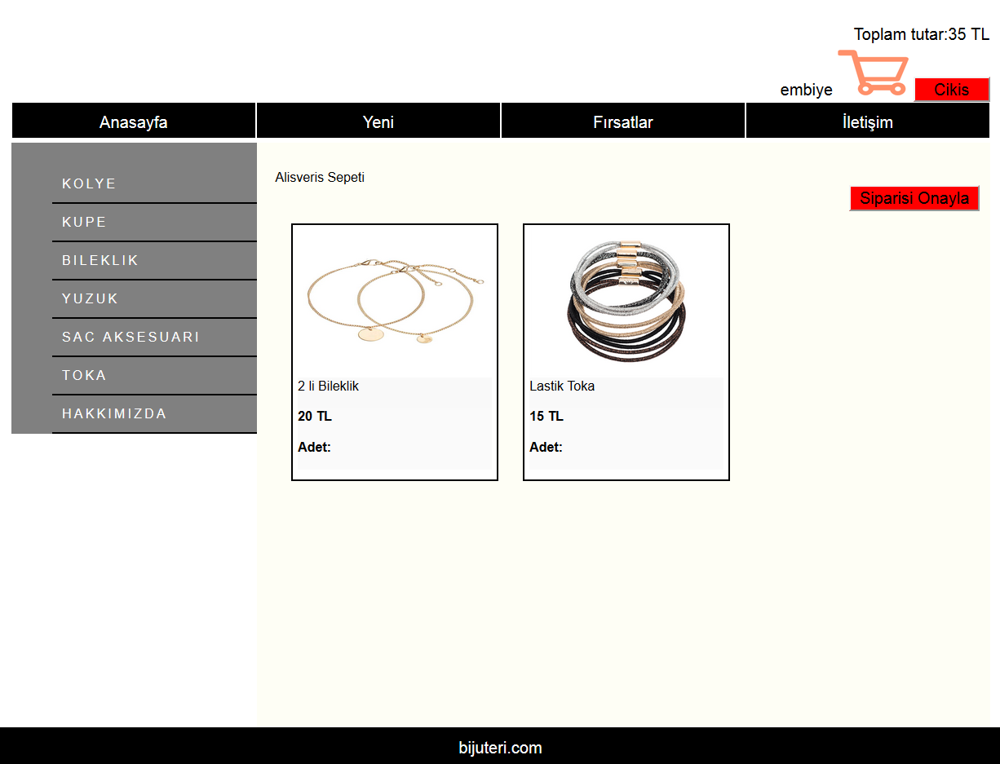 Toplam tutar:35 TL
embiye
Cikis
Anasayfa
Yeni
Fırsatlar
İletişim
KOLYE
KUPE
BILEKLIK
YUZUK
SAC AKSESUARI
TOKA
HAKKIMIZDA
Alisveris Sepeti
Siparisi Onayla
2 li Bileklik
20 TL
Adet:
Lastik Toka
15 TL
Adet:
bijuteri.com